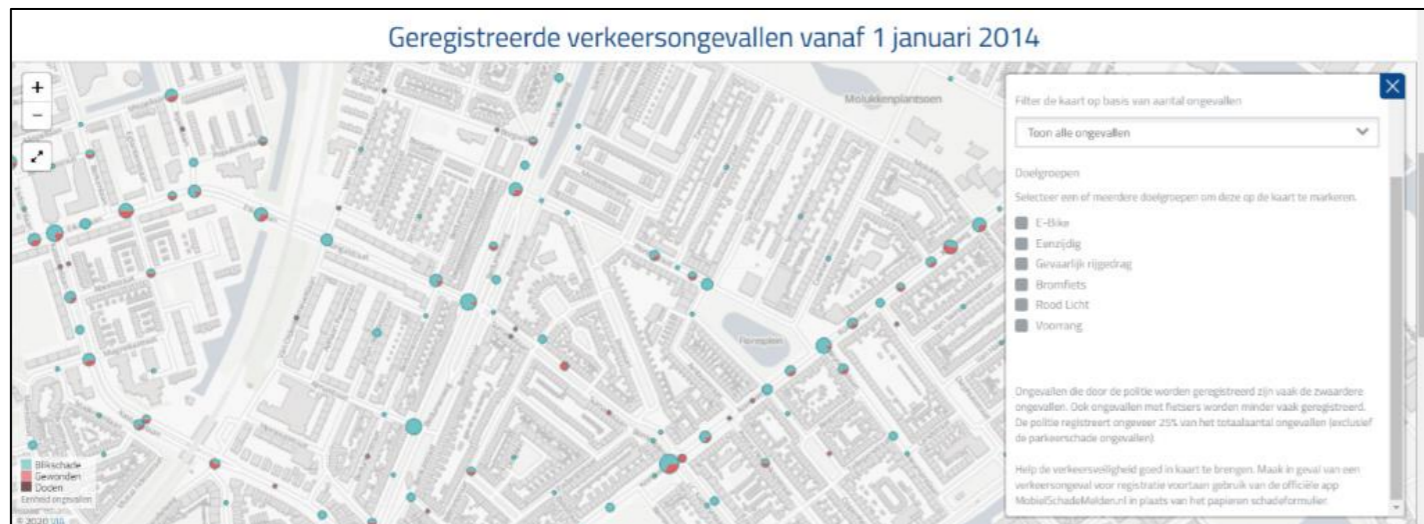 Geregistreerde verkeersongevallen vanaf 1 januari 2014
+
−
Molukkenplantsoen
Floresplein
Filter de kaart op basis van aantal ongevallen
Toon alle ongevallen
Doelgroepen
Selecteer een of meerdere doelgroepen om deze op de kaart te markeren.
E-Bike
Eenzijdig
Gevaarlijk rijgedrag
Bromfiets
Rood Licht
Voorrang
Ongevallen die door de politie worden geregistreerd zijn vaak de zwaardere
ongevallen. Ook ongevallen met fietsers worden minder vaak geregistreerd.
De politie registreert ongeveer 25% van het totaalaantal ongevallen (exclusief
de parkeerschade ongevallen)
Help de verkeersveiligheid goed in kaart te brengen. Maak in geval van een
verkeersongeval voor registratie voortaan gebruik van de officiële app
MobielSchadeMelden.nl in plaats van het papieren schadeformulier.
Blikschade
Gewonden
Doden
Eenheid ongevallen
© 2020 VIA